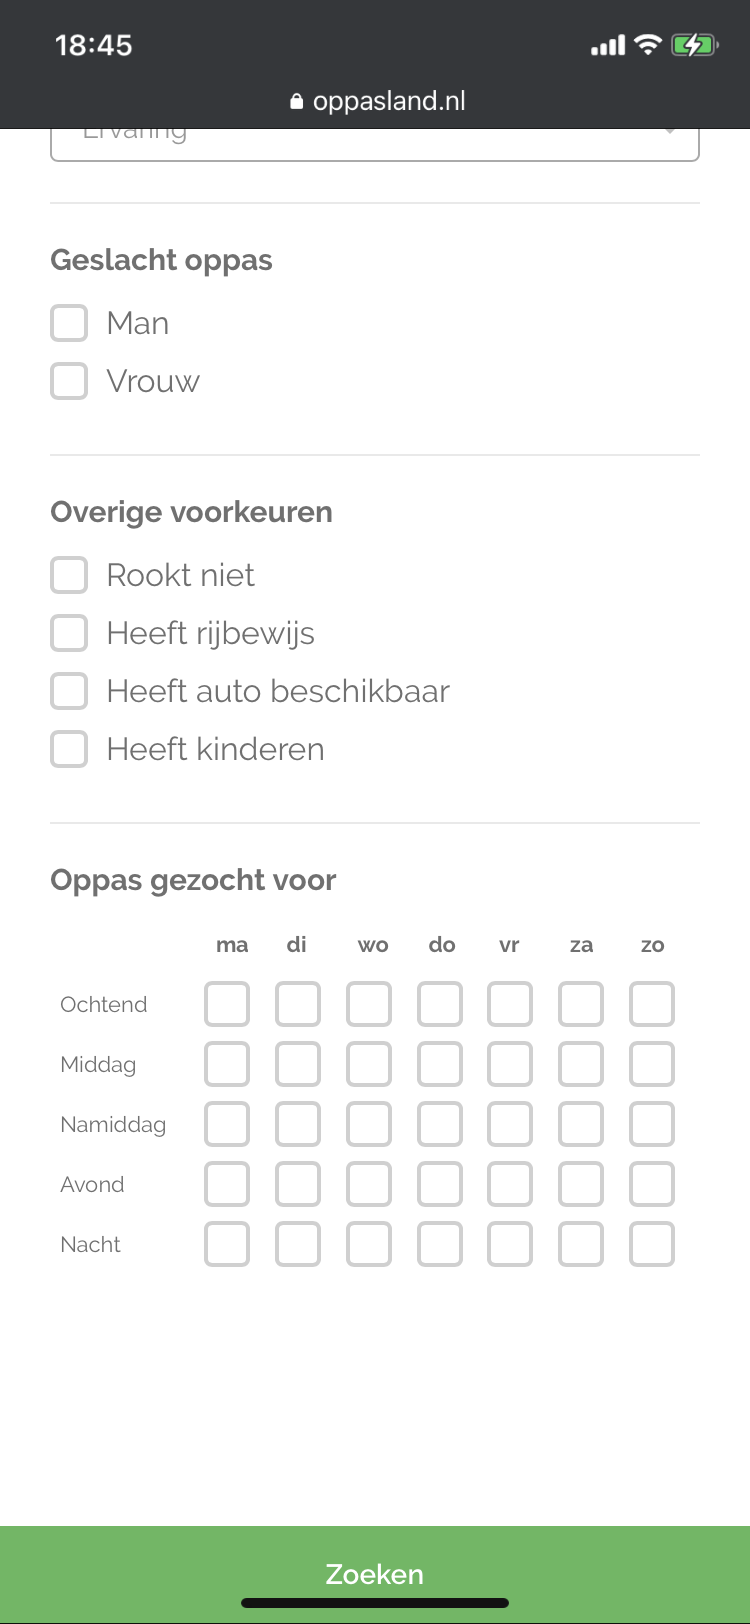 18:45
oppasland.nl
Ervaring
Geslacht oppas
Man
Vrouw
Overige voorkeuren
Rookt niet
Heeft rijbewijs
Heeft auto beschikbaar
Heeft kinderen
Oppas gezocht voor
ma di wo do vr za zo
Ochtend
Middag
Namiddag
Avond
Nacht
Zoeken